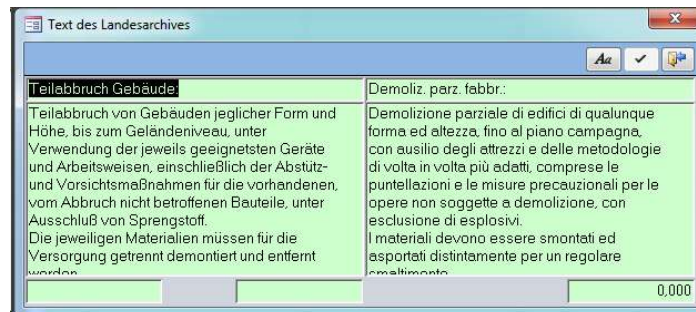 Text des Landesarchives
Aa
Teilabbruch Gebäude:
Demoliz. parz. fabbr.:
Teilabbruch von Gebäuden jeglicher Form und
Höhe, bis zum Geländeniveau, unter
Verwendung der jeweils geeignetsten Geräte
und Arbeitsweisen, einschließlich der Abstütz-
und Vorsichtsmaßnahmen für die vorhandenen,
vom Abbruch nicht betroffenen Bauteile, unter
Ausschluß von Sprengstoff.
Die jeweiligen Materialien müssen für die
Versorgung getrennt demontiert und entfernt
werden
Demolizione parziale di edifici di qualunque
forma ed altezza, fino al piano campagna,
con ausilio degli attrezzi e delle metodologie
di volta in volta più adatti, comprese le
puntellazioni e le misure precauzionali per le
opere non soggette a demolizione, con
esclusione di esplosivi.
I materiali devono essere smontati ed
asportati distintamente per un regolare
smaltimento
0,000